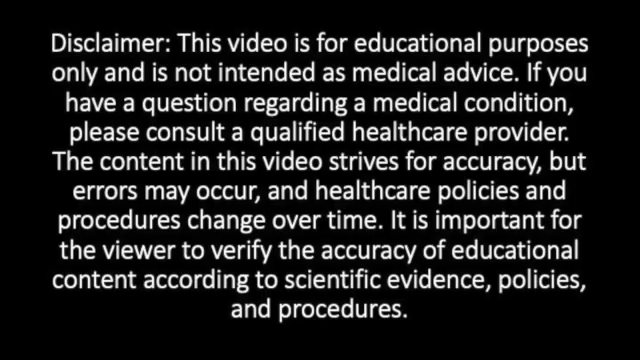 Disclaimer: This video is for educational purposes
only and is not intended as medical advice. If you
have a question regarding a medical condition,
please consult a qualified healthcare provider.
The content in this video strives for accuracy, but
errors may occur, and healthcare policies and
procedures change over time. It is important for
the viewer to verify the accuracy of educational
content according to scientific evidence, policies,
and procedures.